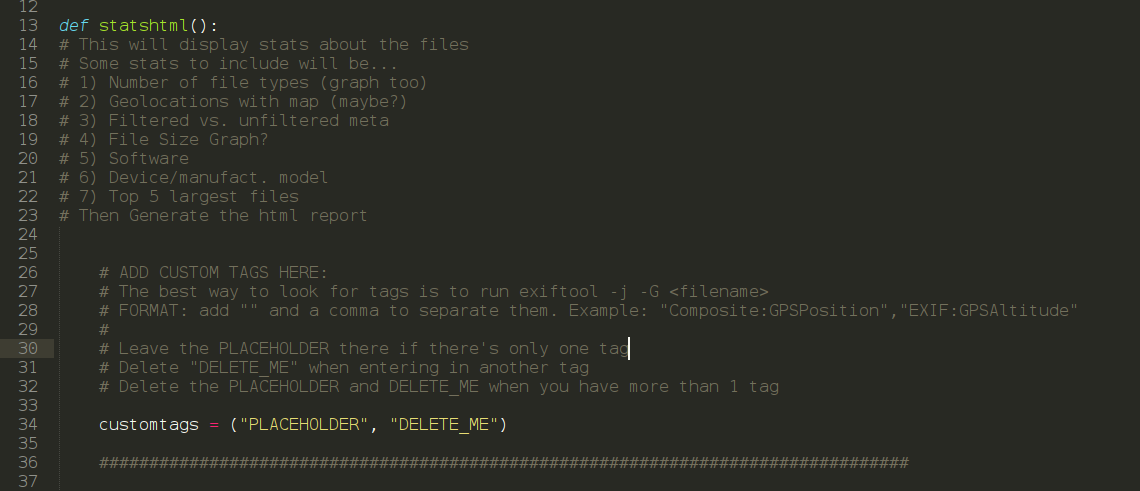 12
13 def statshtml():
14 # This will display stats about the files
15 # Some stats to include will be...
16 # 1) Number of file types (graph too)
17 # 2) Geolocations with map (maybe?)
18 # 3) Filtered vs. unfiltered meta
19 # 4) File Size Graph?
20 # 5) Software
21 # 6) Device/manufact. model
22 # 7) Top 5 largest files
23 # Then Generate the html report
24
25
26 # ADD CUSTOM TAGS HERE:
27 # The best way to look for tags is to run exiftool -j -G <filename>
28 # FORMAT: add "" and a comma to separate them. Example: "Composite:GPSPosition","EXIF:GPSAltitude"
29 #
30 # Leave the PLACEHOLDER there if there's only one tag
31 # Delete "DELETE_ME" when entering in another tag
32 # Delete the PLACEHOLDER and DELETE_ME when you have more than 1 tag
33
34 customtags = ("PLACEHOLDER", "DELETE_ME")
35
36 #################################################################################
37